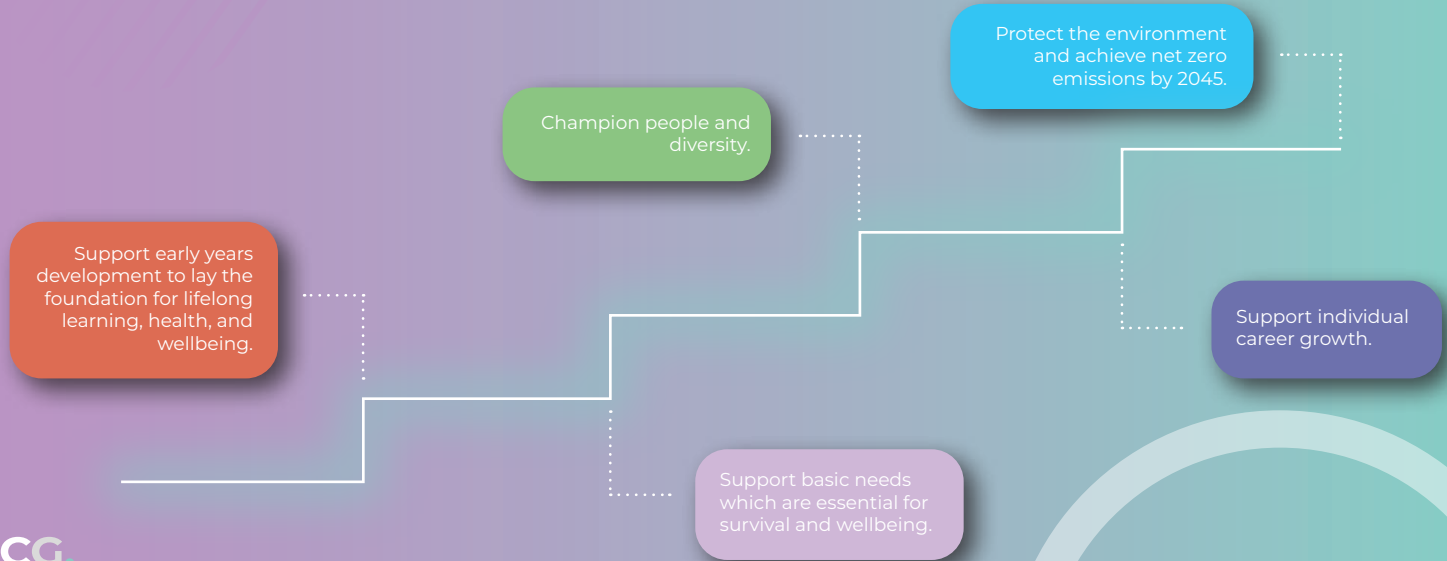 Support early years
development to lay the
foundation for lifelong
learning, health, and
wellbeing.
Support basic needs
which are essential for
survival and wellbeing.
Champion people and
diversity.
Support individual
career growth.
Protect the environment
and achieve net zero
emissions by 2045.
CG.